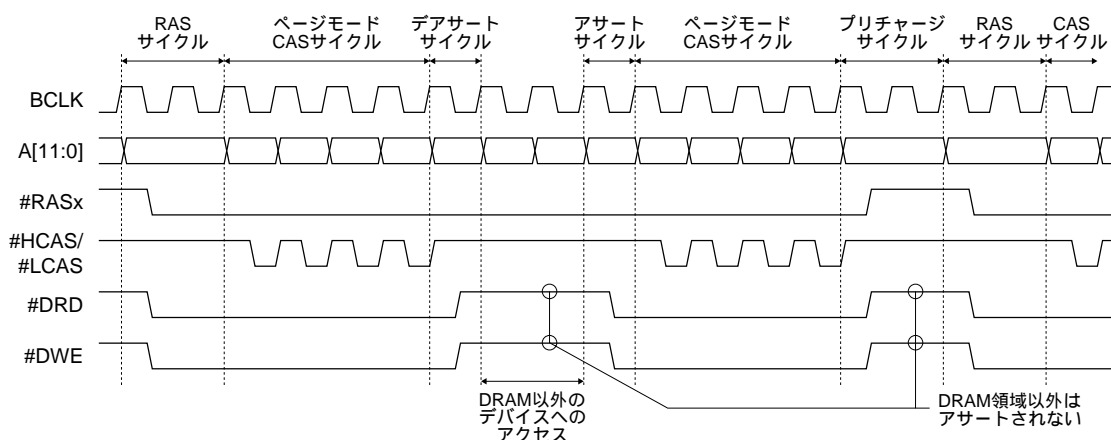 RAS
サイクル
ページモード
CASサイクル
デアサート
サイクル
アサート
サイクル
ページモード
CASサイクル
プリチャージ
サイクル
RAS
サイクル
CAS
サイクル
BCLK
A[11:0]
#RASx
#HCAS/
#LCAS
#DRD
#DWE
DRAM以外の
デバイスへの
アクセス
DRAM領域以外は
アサートされない